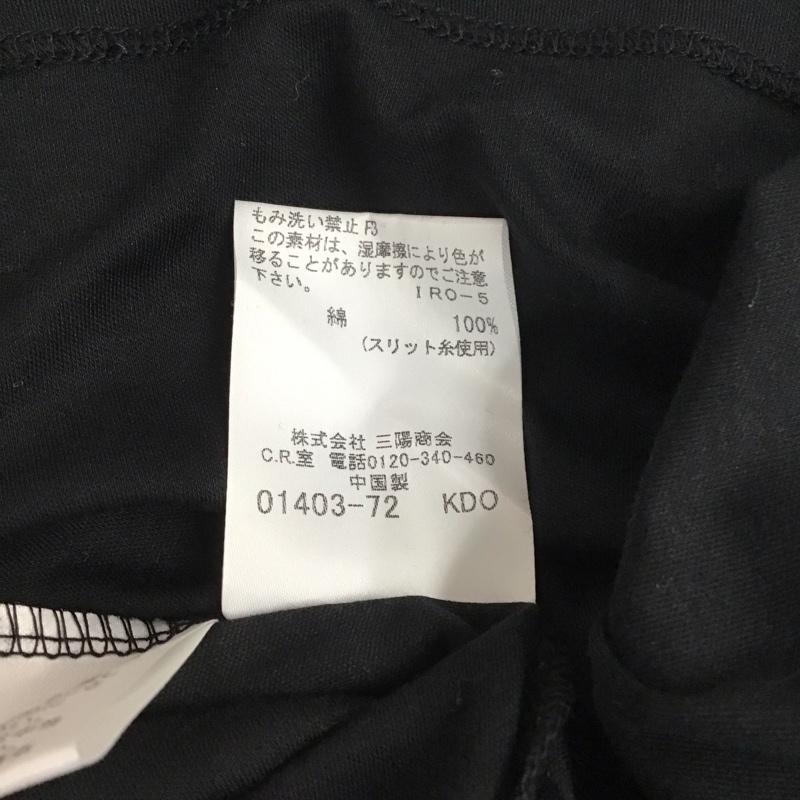 もみ洗い禁止
この素材は、湿摩擦により色が
移ることがありますのでご注意
下さい。 IRO-5
綿 100%
(スリット糸使用)
株式会社 三陽商会
C.R.室 電話0120-340-460
中国製
01403-72 KDO